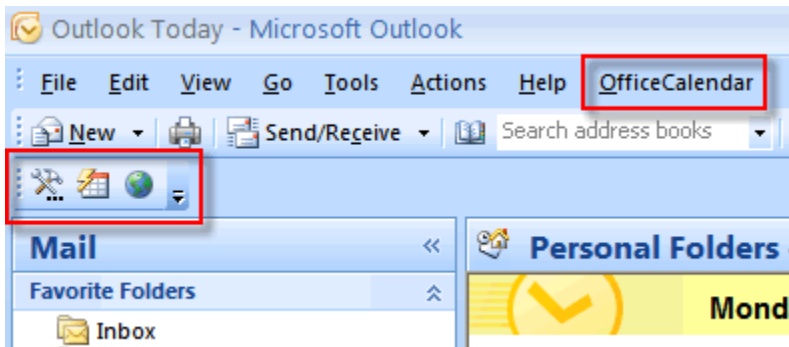 Outlook Today - Microsoft Outlook
File Edit View Go Tools Actions Help OfficeCalendar
New Send/Receive Search address books
Mail Personal Folders
Favorite Folders Mond
Inbox